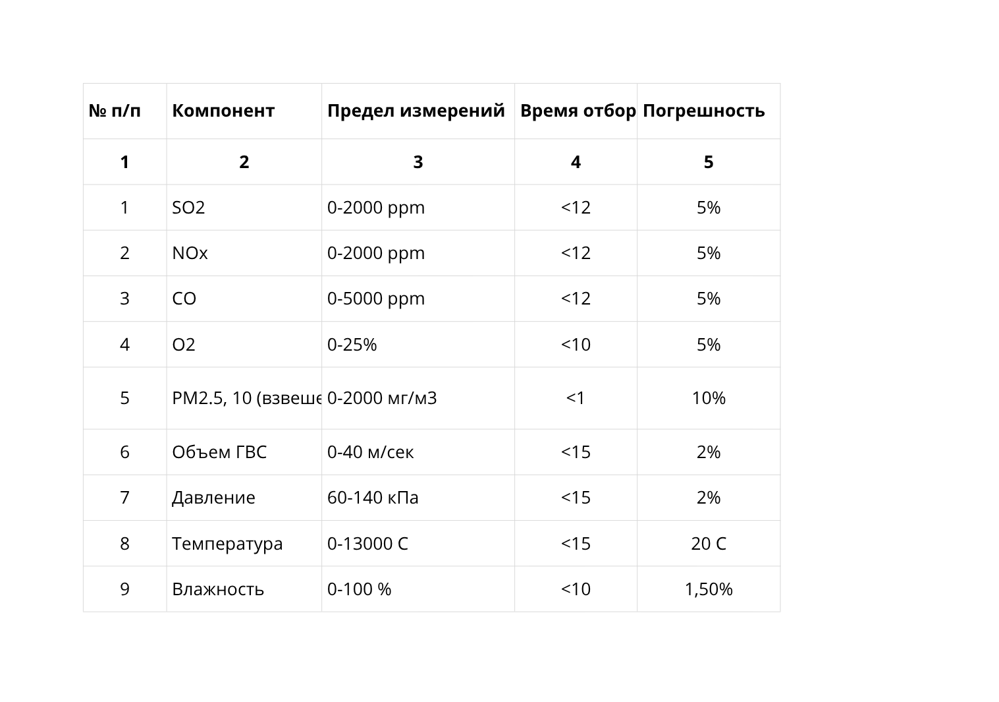 № п/п Компонент Предел измерений Время отбор Погрешность
1 2 3 4 5
1 SO2 0-2000 ppm <12 5%
2 NOx 0-2000 ppm <12 5%
3 CO 0-5000 ppm <12 5%
4 O2 0-25% <10 5%
5 PM2.5, 10 (взвеше 0-2000 мг/м3 <1 10%
6 Объем ГВС 0-40 м/сек <15 2%
7 Давление 60-140 кПа <15 2%
8 Температура 0-13000 С <15 20 С
9 Влажность 0-100 % <10 1,50%